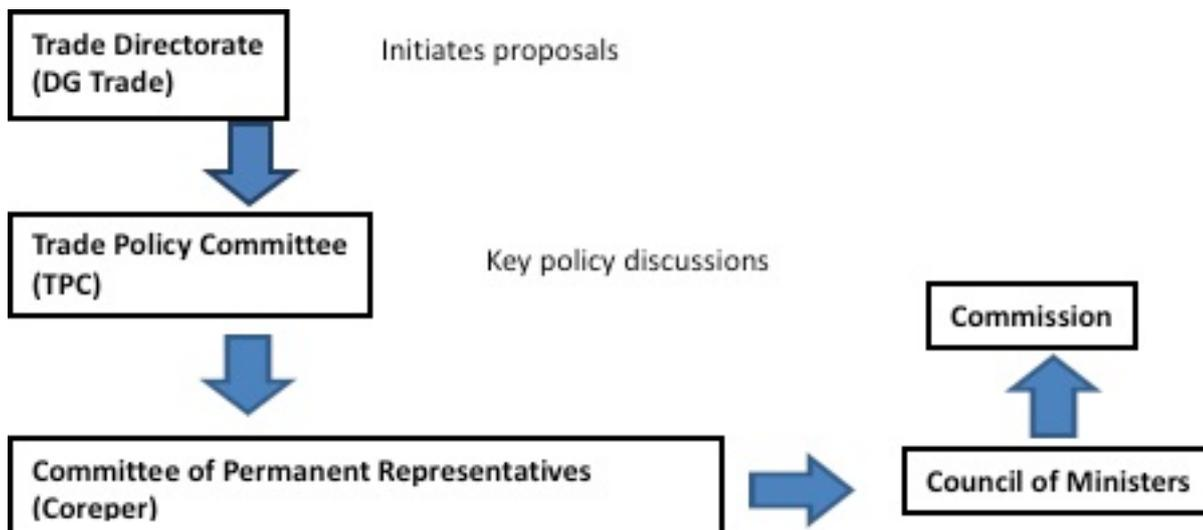 Trade Directorate
(DG Trade)
Initiates proposals
Trade Policy Committee
(TPC)
Key policy discussions
Commission
Committee of Permanent Representatives
(Coreper)
Council of Ministers